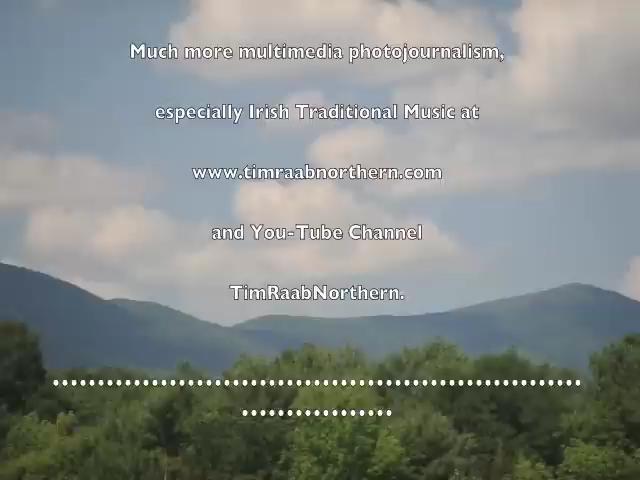 Much more multimedia photojournalism,
especially Irish Traditional Music at
www.timraabnorthern.com
and You-Tube Channel
TimRaabNorthern.
..........................................................
.................